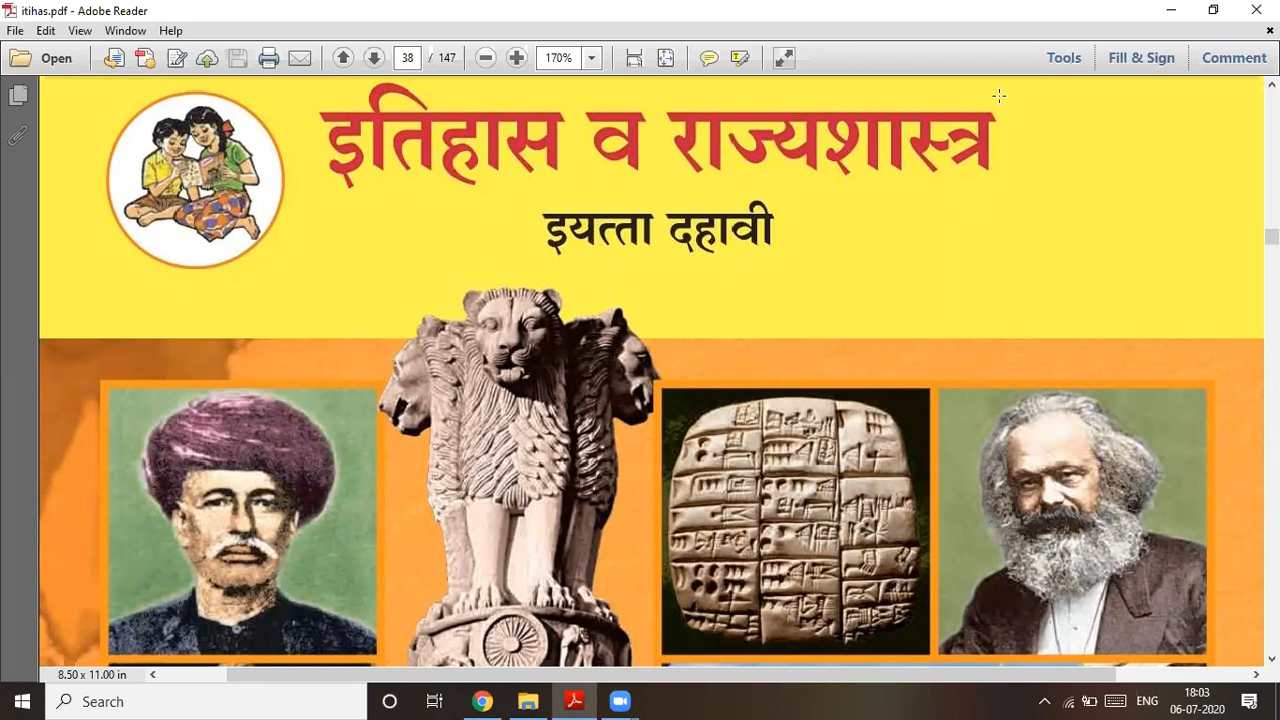 itihas.pdf - Adobe Reader
File Edit View Window Help
Open 38 / 147 170% Tools Fill & Sign Comment
इतिहास व राज्यशास्त्र
इयत्ता दहावी
8.50 x 11.00 in
Search ENG 18:03
06-07-2020